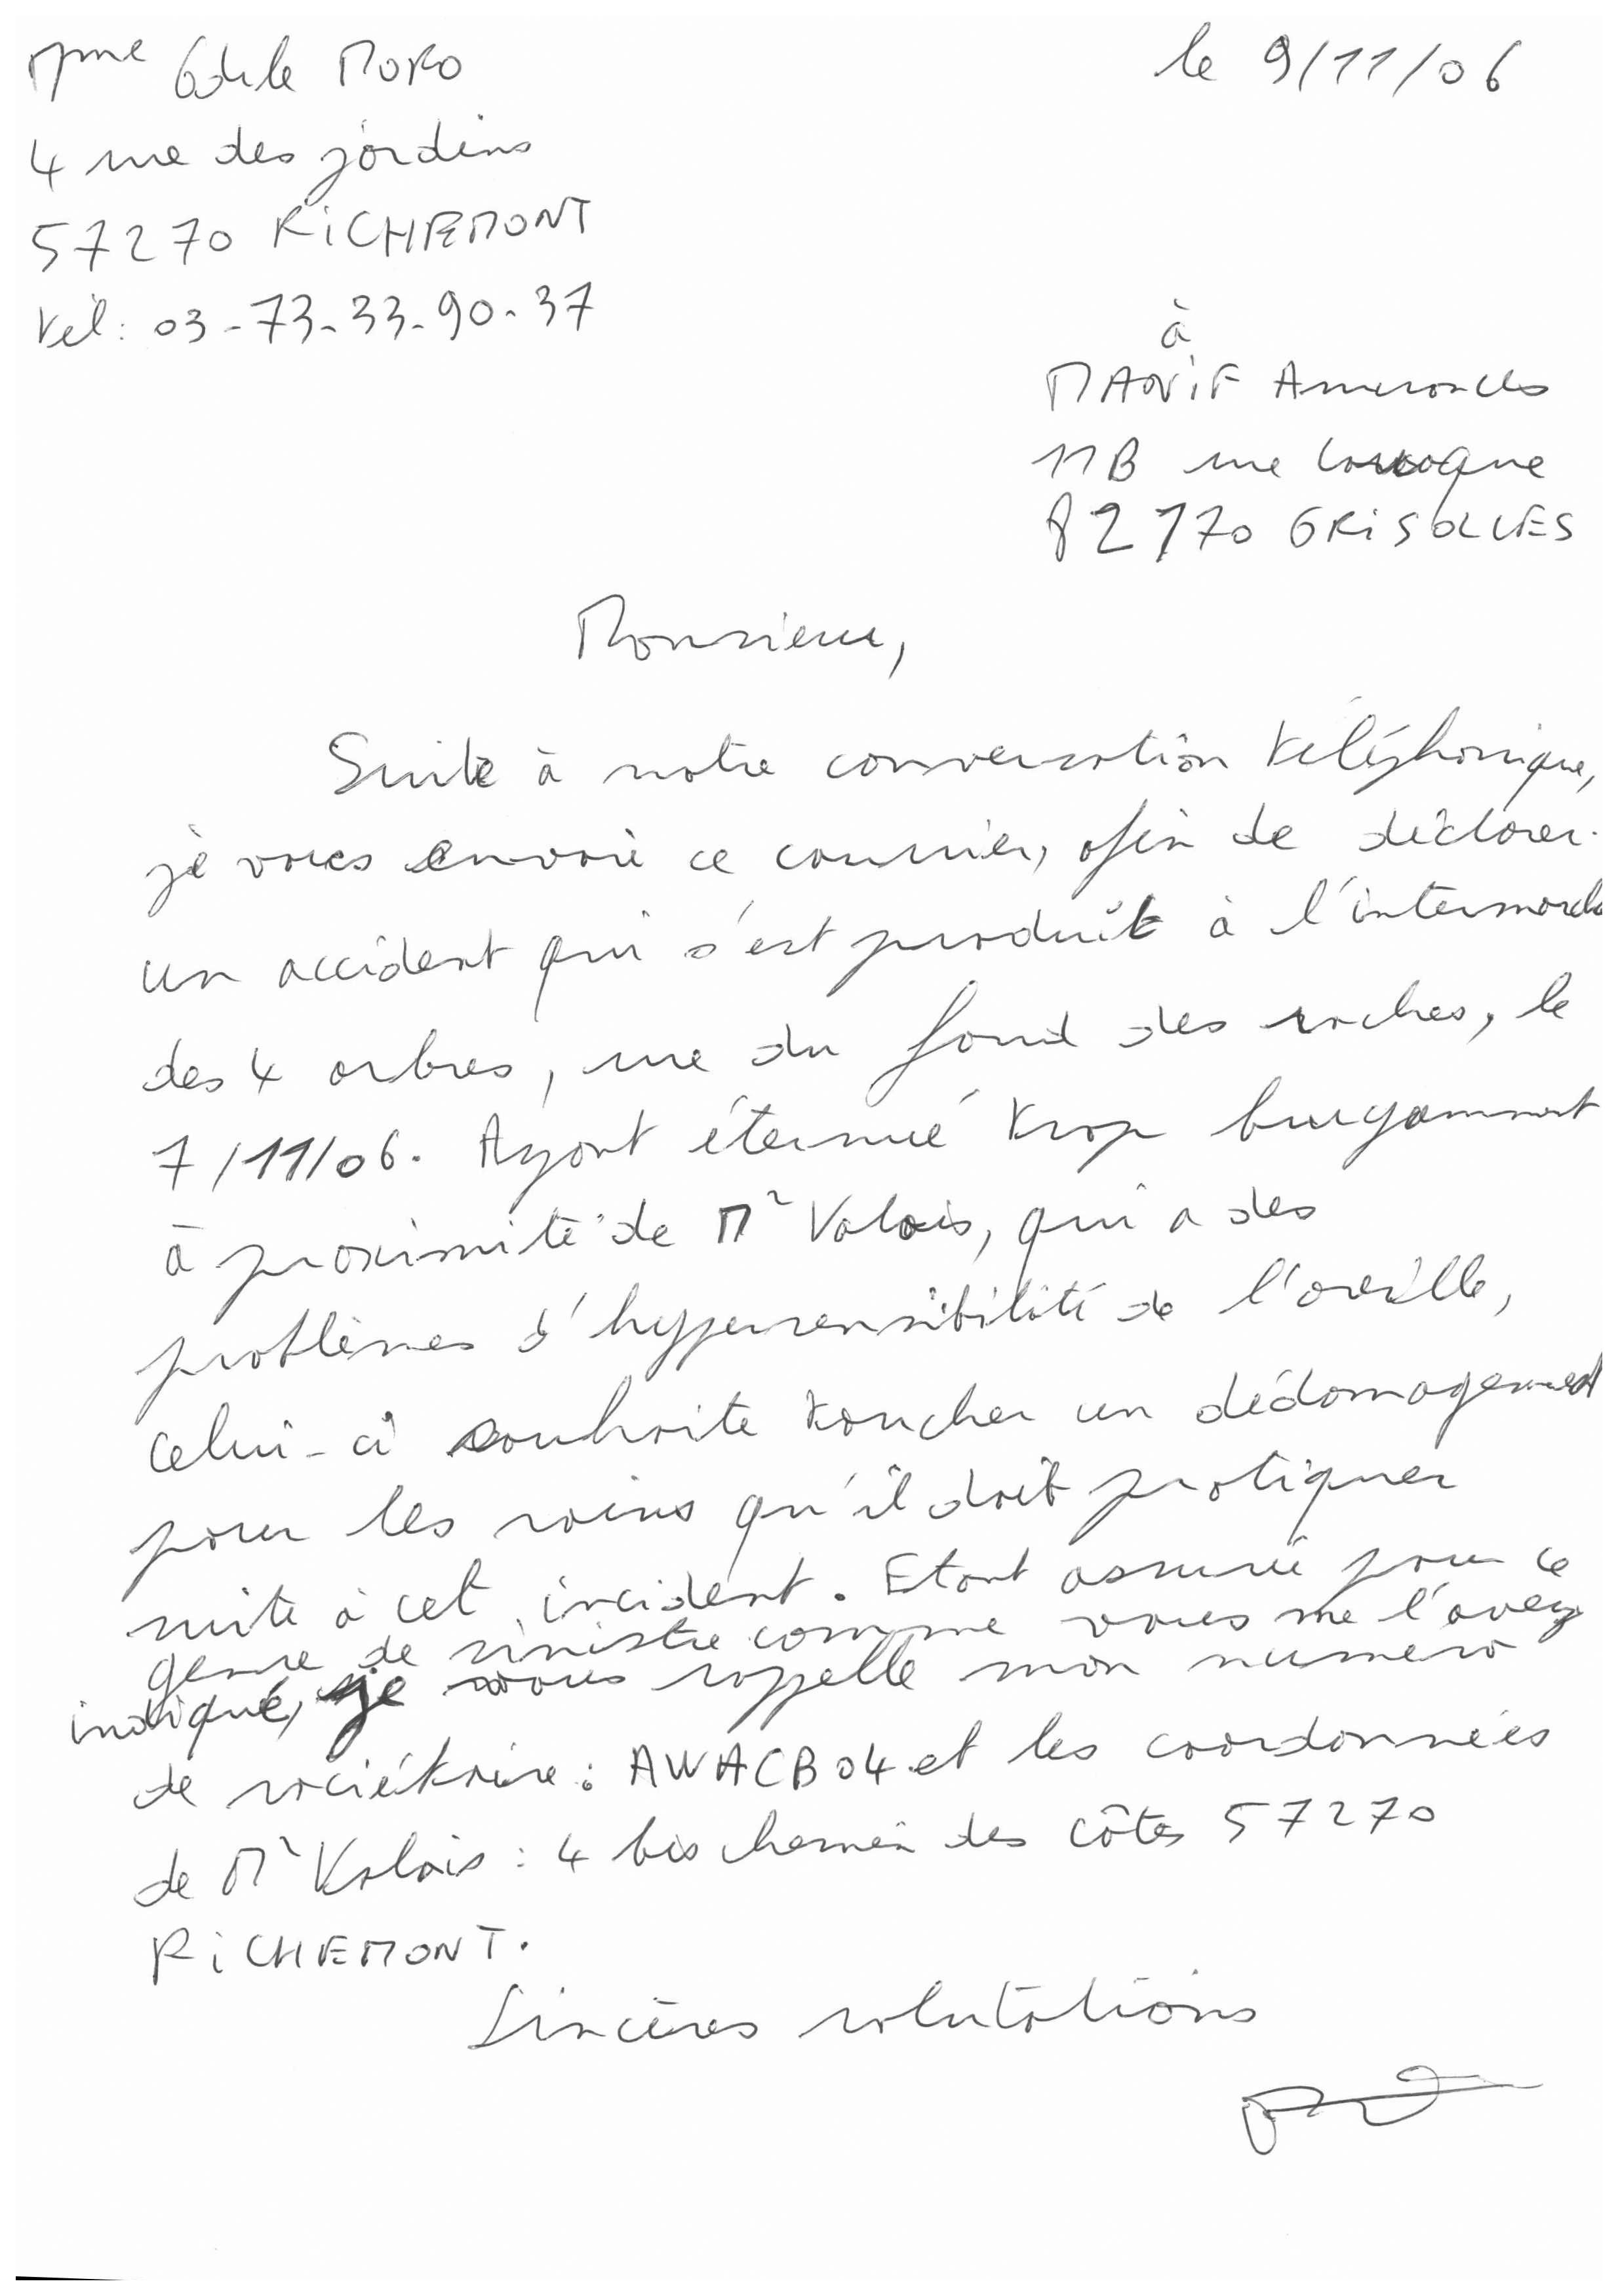 Mme Odile MORO
le 9/11/06
4 rue des jardins
57270 RiCHEMONT
tel : 03-73-33-90-37
à
MANiF Assurances
11B rue Larroque
82170 GRiSOLLES
Monsieur,
Suite à notre conversation téléphonique,
je vous envoie ce courrier, afin de déclarer
un accident qui s'est produit à l'intermarché
des 4 arbres, rue du fond des roches, le
7/11/06. Ayant éternué trop bruyamment
à proximité de Mr Valois, qui a des
problèmes d'hypersensibilité de l'oreille,
celui-ci souhaite toucher un dédomagement
pour les soins qu'il doit pratiquer
suite à cet incident. Etant assurée pour ce
genre de sinistre comme vous me l'avez
indiqué, je vous rappelle mon numéro
de sociétaire : AWACB04 et les coordonnées
de Mr Valois : 4 bis chemin des côtes 57270
RiCHEMONT.
Sincères salutations